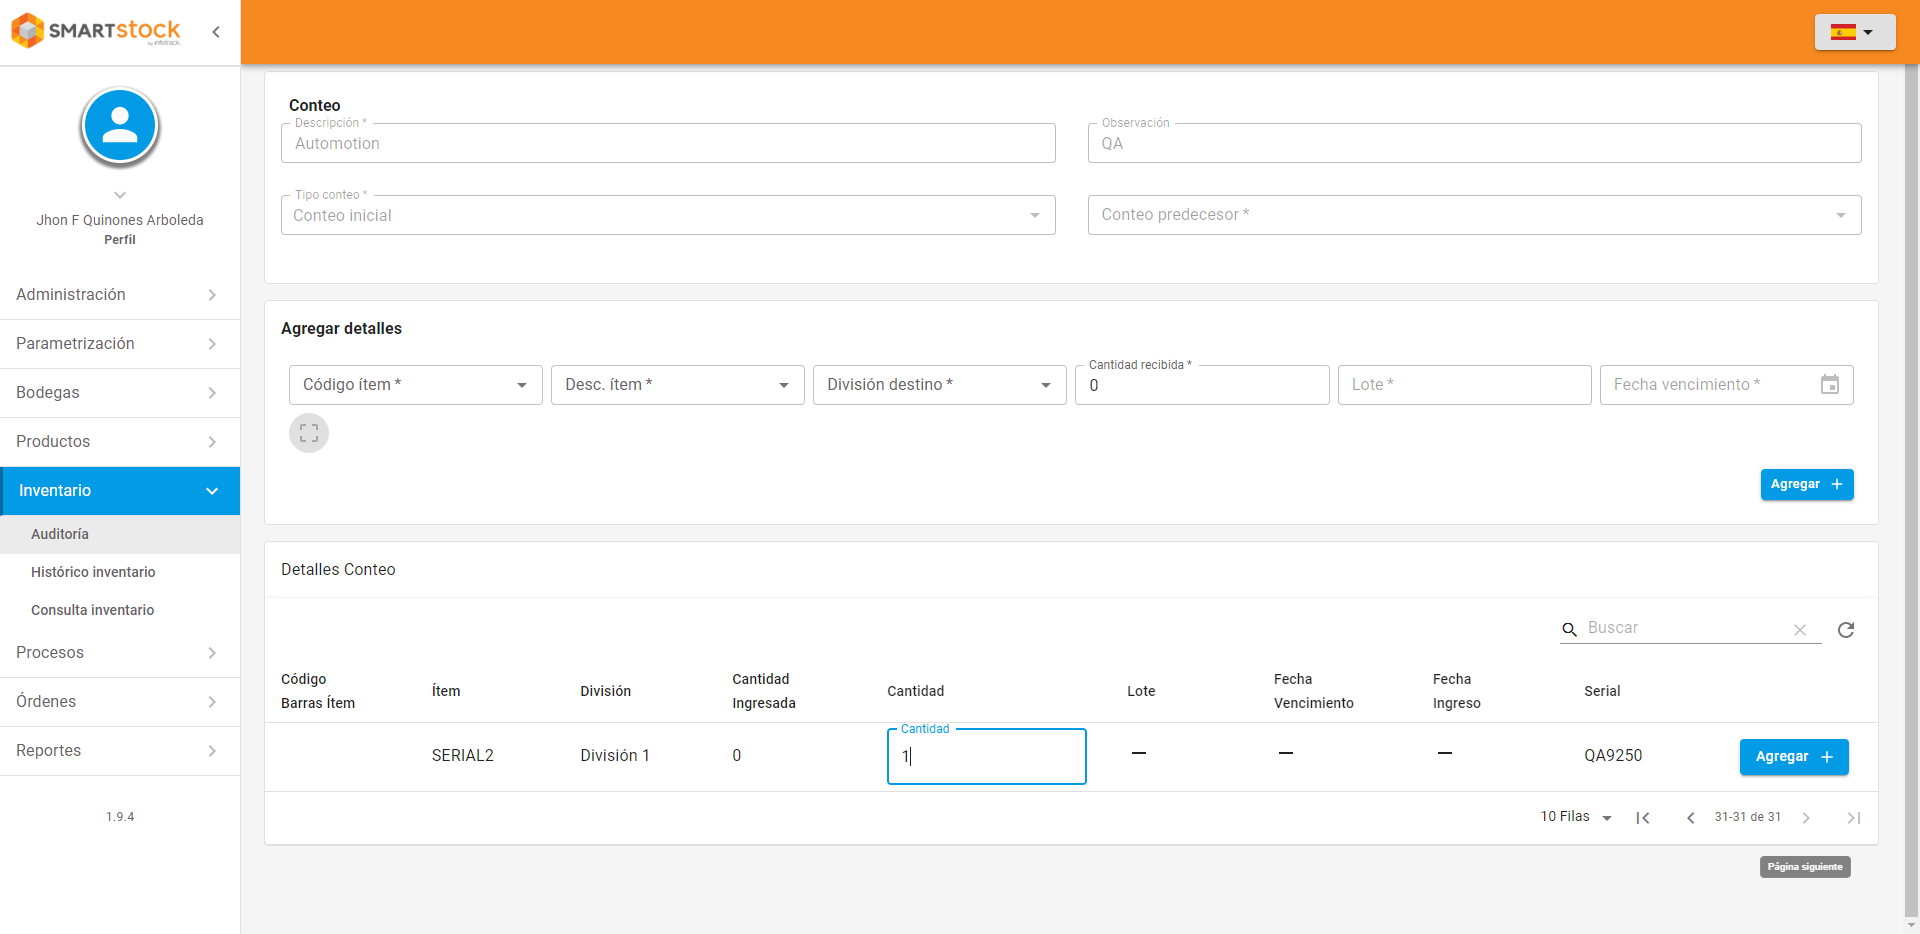 SMARTstock
by infotrack
Jhon F Quinones Arboleda
Perfil
Administración
Parametrización
Bodegas
Productos
Inventario
Auditoría
Histórico inventario
Consulta inventario
Procesos
Órdenes
Reportes
1.9.4
Conteo
Descripción *
Automotion
Observación
QA
Tipo conteo *
Conteo inicial
Conteo predecesor *
Agregar detalles
Código ítem *
Desc. ítem *
División destino *
Cantidad recibida *
0
Lote *
Fecha vencimiento *
Agregar
Detalles Conteo
Buscar
Código Barras Ítem
Ítem
División
Cantidad Ingresada
Cantidad
Lote
Fecha Vencimiento
Fecha Ingreso
Serial
SERIAL2
División 1
0
Cantidad
1
—
—
—
QA9250
Agregar
10 Filas
31-31 de 31
Página siguiente